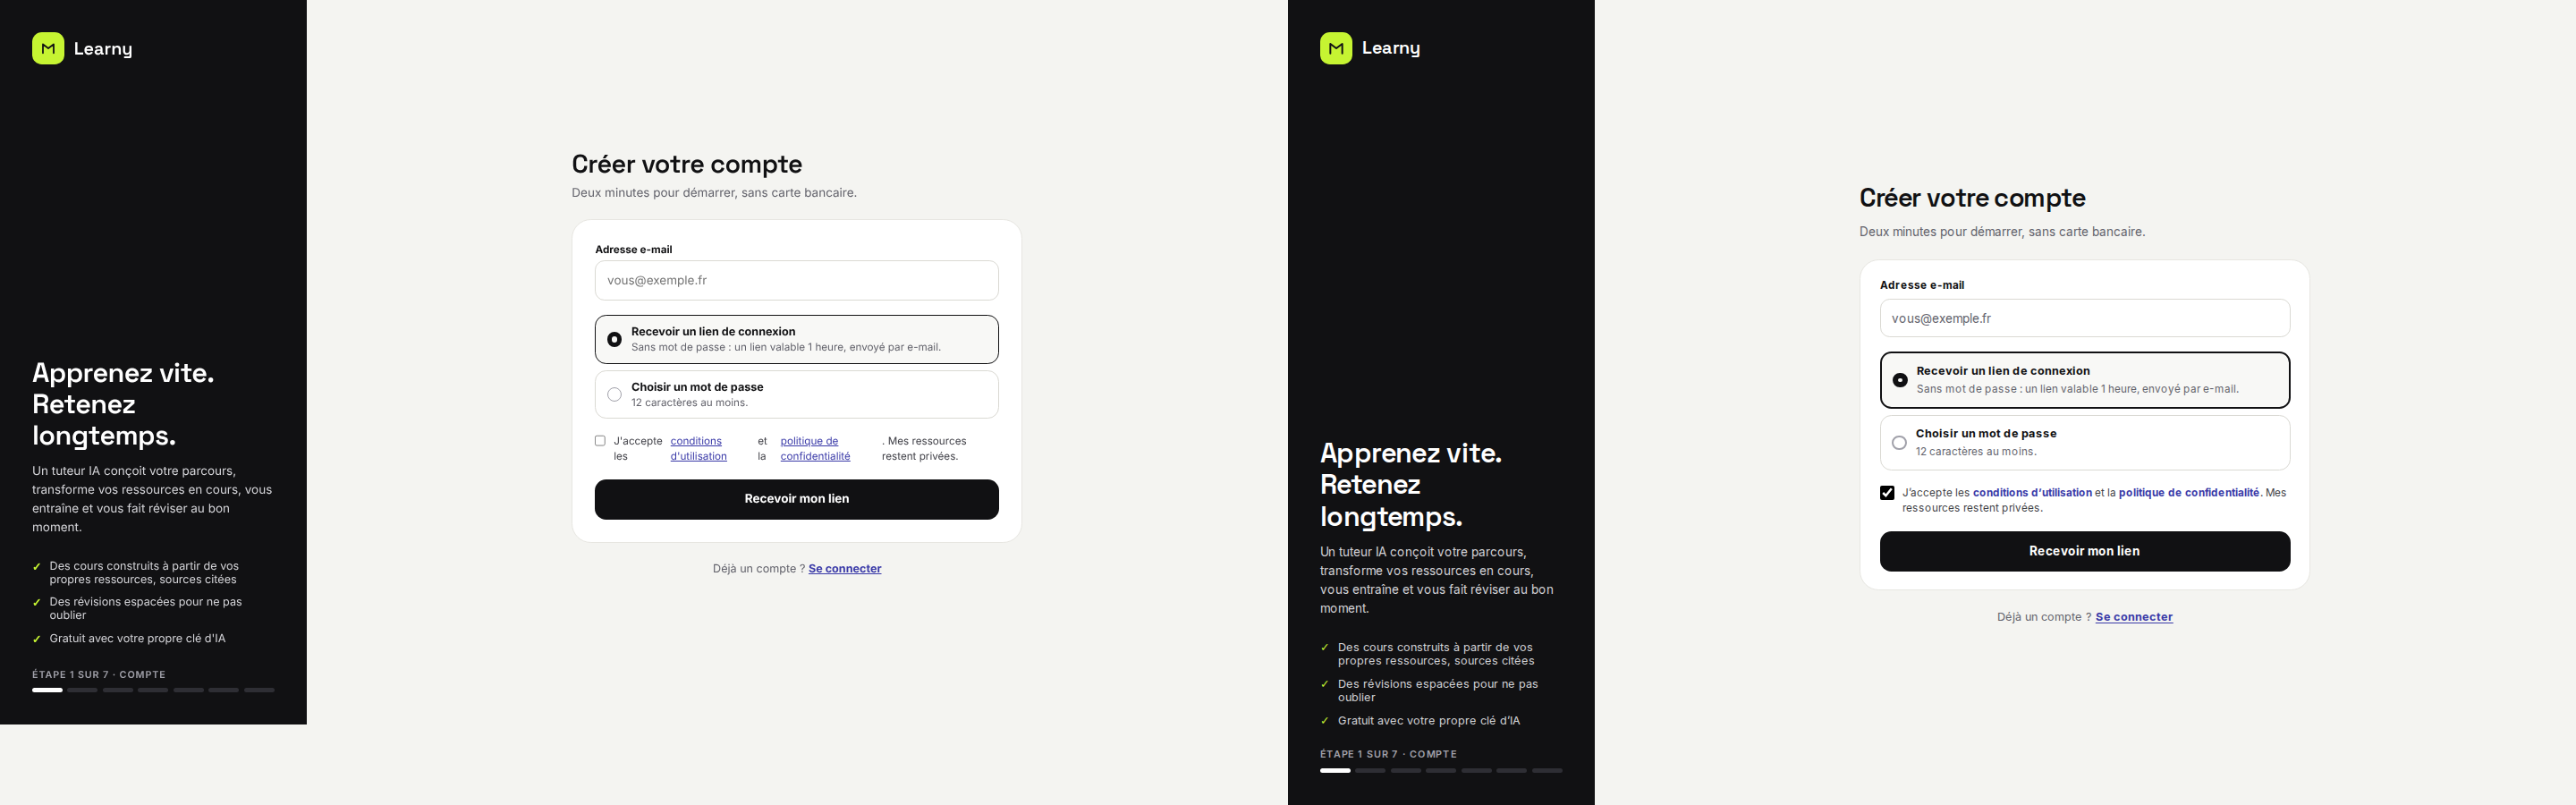 Learny
Apprenez vite.
Retenez
longtemps.
Un tuteur IA conçoit votre parcours,
transforme vos ressources en cours, vous
entraîne et vous fait réviser au bon
moment.
✓ Des cours construits à partir de vos
propres ressources, sources citées
✓ Des révisions espacées pour ne pas
oublier
✓ Gratuit avec votre propre clé d'IA
ÉTAPE 1 SUR 7 · COMPTE
Créer votre compte
Deux minutes pour démarrer, sans carte bancaire.
Adresse e-mail
vous@exemple.fr
Recevoir un lien de connexion
Sans mot de passe : un lien valable 1 heure, envoyé par e-mail.
Choisir un mot de passe
12 caractères au moins.
J'accepte les conditions d'utilisation et la politique de confidentialité . Mes ressources restent privées.
Recevoir mon lien
Déjà un compte ? Se connecter
Learny
Apprenez vite.
Retenez
longtemps.
Un tuteur IA conçoit votre parcours,
transforme vos ressources en cours,
vous entraîne et vous fait réviser au bon
moment.
✓ Des cours construits à partir de vos
propres ressources, sources citées
✓ Des révisions espacées pour ne pas
oublier
✓ Gratuit avec votre propre clé d’IA
ÉTAPE 1 SUR 7 · COMPTE
Créer votre compte
Deux minutes pour démarrer, sans carte bancaire.
Adresse e-mail
vous@exemple.fr
Recevoir un lien de connexion
Sans mot de passe : un lien valable 1 heure, envoyé par e-mail.
Choisir un mot de passe
12 caractères au moins.
J’accepte les conditions d’utilisation et la politique de confidentialité. Mes
ressources restent privées.
Recevoir mon lien
Déjà un compte ? Se connecter